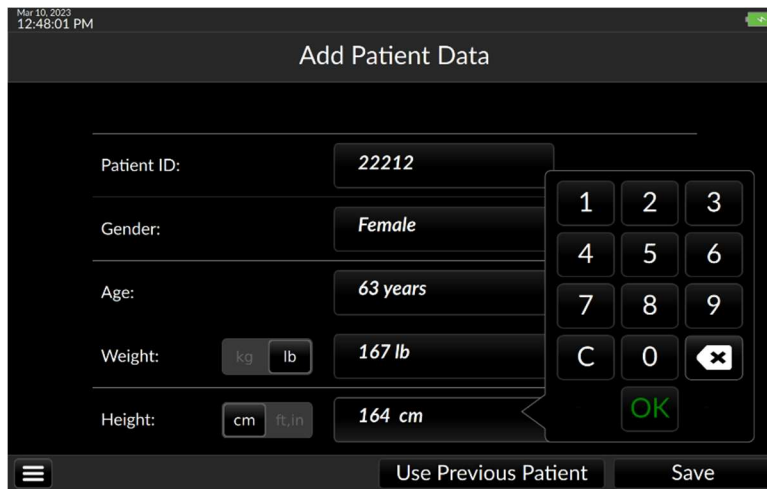 Mar 10, 2023
12:48:01 PM
Add Patient Data
Patient ID: 22212
Gender: Female
Age: 63 years
Weight: kg lb 167 lb
Height: cm ft,in 164 cm
1 2 3
4 5 6
7 8 9
C 0
OK
Use Previous Patient Save